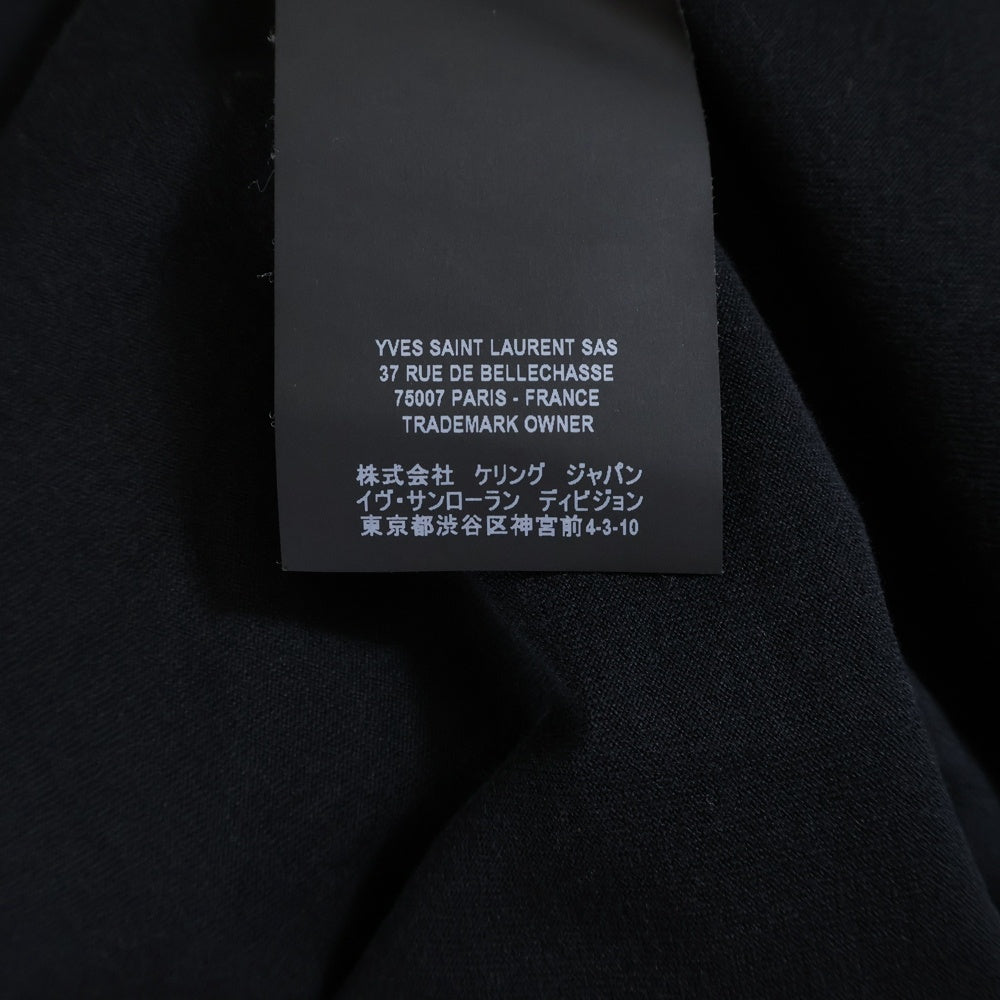 YVES SAINT LAURENT SAS
37 RUE DE BELLECHASSE
75007 PARIS - FRANCE
TRADEMARK OWNER
株式会社 ケリング ジャパン
イヴ・サンローラン ディビジョン
東京都渋谷区神宮前4-3-10